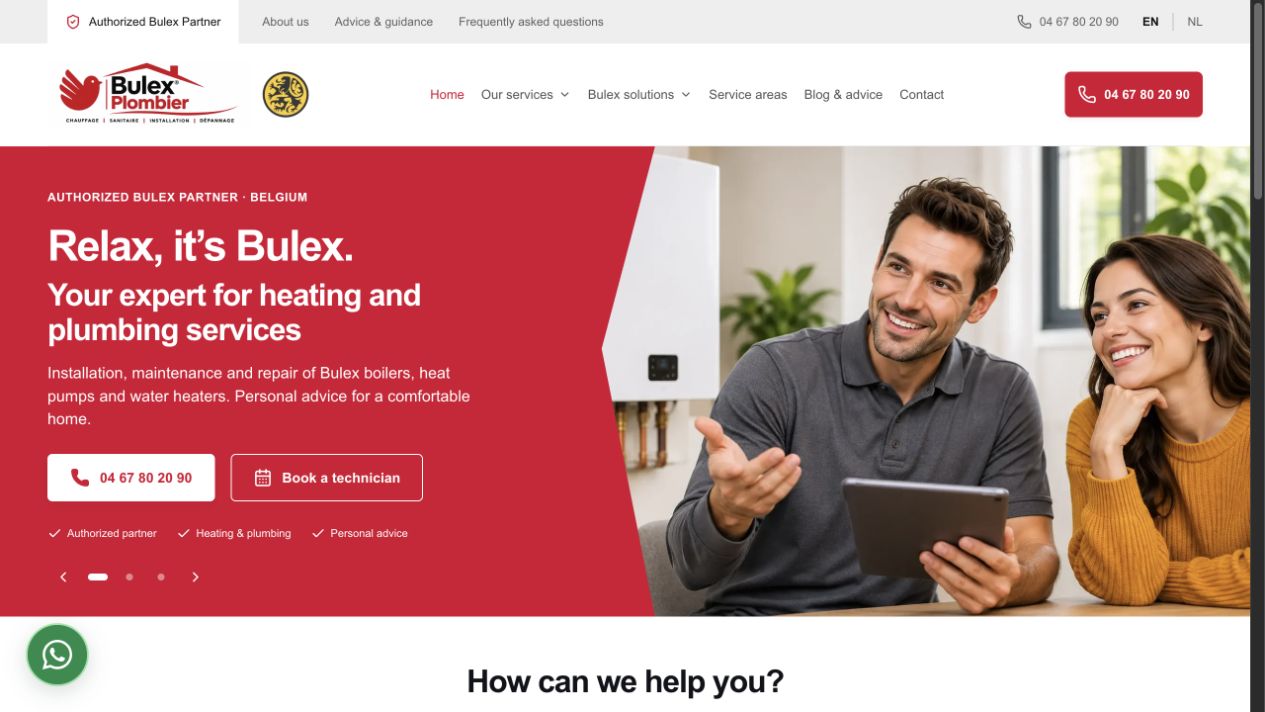 Authorized Bulex Partner
About us
Advice & guidance
Frequently asked questions
04 67 80 20 90
EN
NL
Bulex®
Plombier
CHAUFFAGE | SANITAIRE | INSTALLATION | DÉPANNAGE
Home
Our services
Bulex solutions
Service areas
Blog & advice
Contact
04 67 80 20 90
AUTHORIZED BULEX PARTNER · BELGIUM
Relax, it’s Bulex.
Your expert for heating and
plumbing services
Installation, maintenance and repair of Bulex boilers, heat
pumps and water heaters. Personal advice for a comfortable
home.
04 67 80 20 90
Book a technician
Authorized partner
Heating & plumbing
Personal advice
How can we help you?